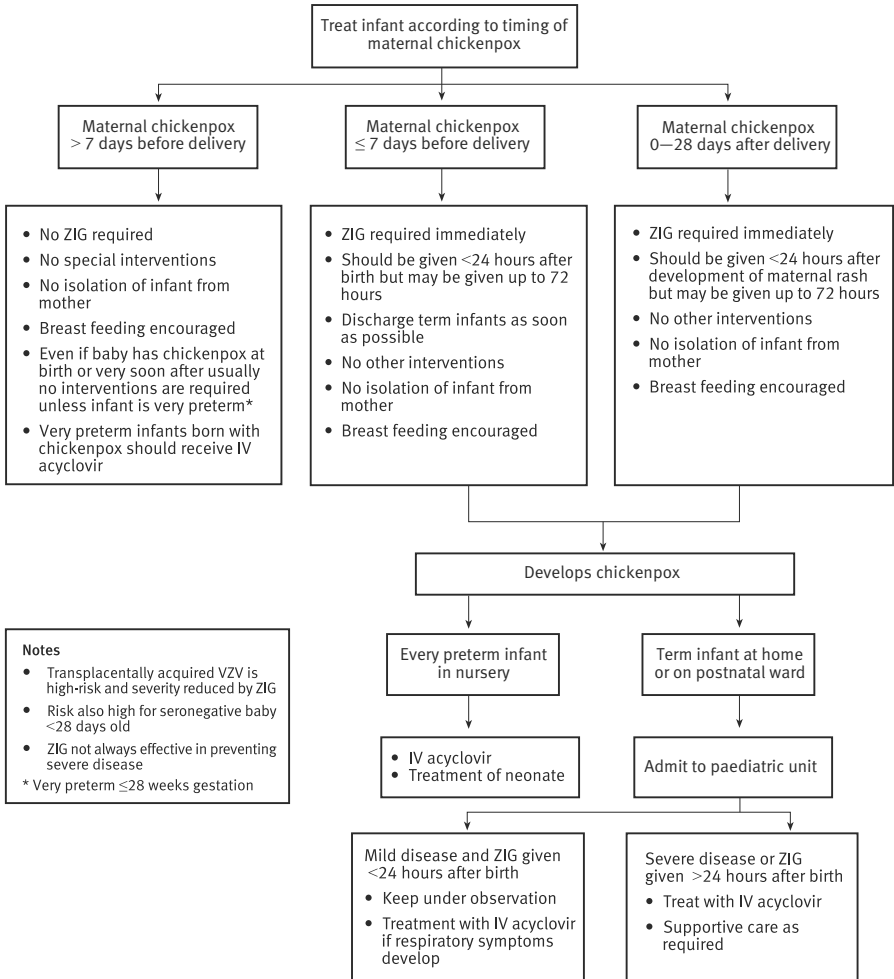 Treat infant according to timing of
maternal chickenpox
Maternal chickenpox
> 7 days before delivery
Maternal chickenpox
≤ 7 days before delivery
Maternal chickenpox
0—28 days after delivery
• No ZIG required
• No special interventions
• No isolation of infant from
mother
• Breast feeding encouraged
• Even if baby has chickenpox at
birth or very soon after usually
no interventions are required
unless infant is very preterm*
• Very preterm infants born with
chickenpox should receive IV
acyclovir
• ZIG required immediately
• Should be given <24 hours after
birth but may be given up to 72
hours
• Discharge term infants as soon
as possible
• No other interventions
• No isolation of infant from
mother
• Breast feeding encouraged
• ZIG required immediately
• Should be given <24 hours after
development of maternal rash
but may be given up to 72 hours
• No other interventions
• No isolation of infant from
mother
• Breast feeding encouraged
Develops chickenpox
Notes
• Transplacentally acquired VZV is
high-risk and severity reduced by ZIG
• Risk also high for seronegative baby
<28 days old
• ZIG not always effective in preventing
severe disease
* Very preterm ≤28 weeks gestation
Every preterm infant
in nursery
Term infant at home
or on postnatal ward
• IV acyclovir
• Treatment of neonate
Admit to paediatric unit
Mild disease and ZIG given
<24 hours after birth
• Keep under observation
• Treatment with IV acyclovir
if respiratory symptoms
develop
Severe disease or ZIG
given >24 hours after birth
• Treat with IV acyclovir
• Supportive care as
required